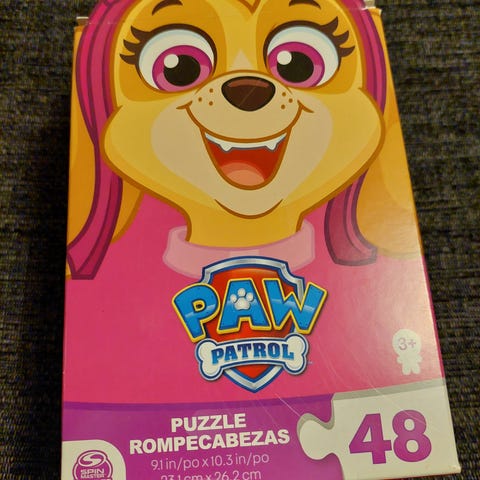 PAW
PATROL
3+
PUZZLE
ROMPECABEZAS
48
9.1 in/po x 10.3 in/po
23.1 cm x 26.2 cm
SPIN
MASTER